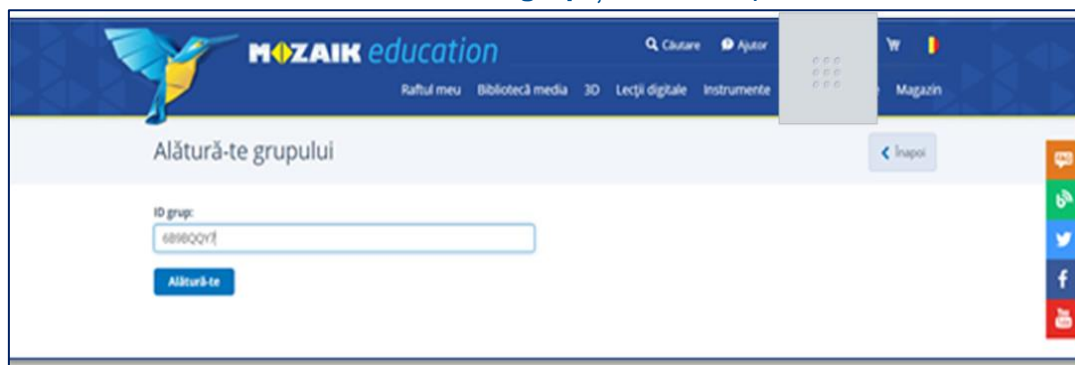 MOZAIK education
Căutare Ajutor
Raftul meu Bibliotecă media 3D Lecții digitale Instrumente Magazin
Alătură-te grupului
Înapoi
ID grup:
6B9BQQY7
Alătură-te